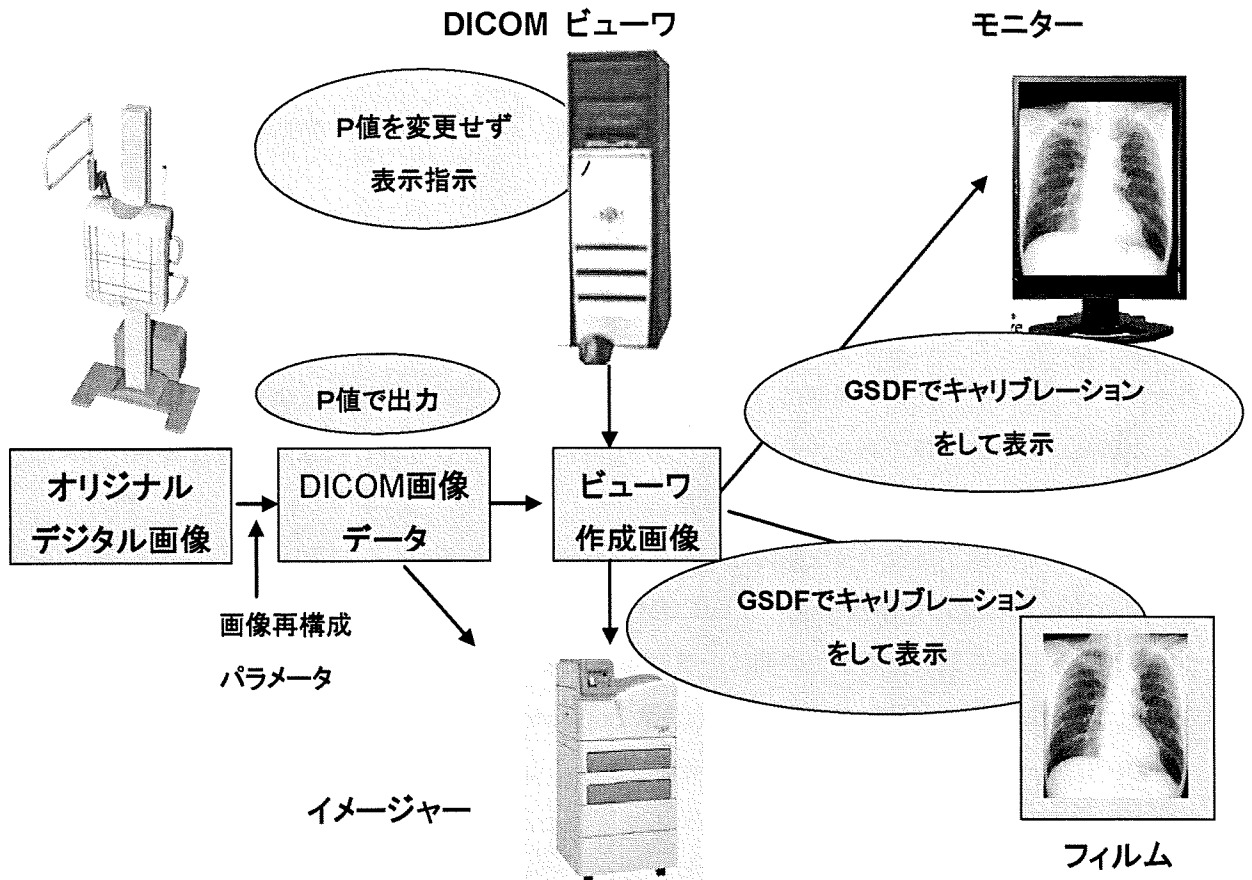 DICOM ビューワ
モニター
P値を変更せず
表示指示
P値で出力
GSDFでキャリブレーション
をして表示
オリジナル
デジタル画像
DICOM画像
データ
ビューワ
作成画像
画像再構成
パラメータ
GSDFでキャリブレーション
をして表示
イメージャー
フィルム